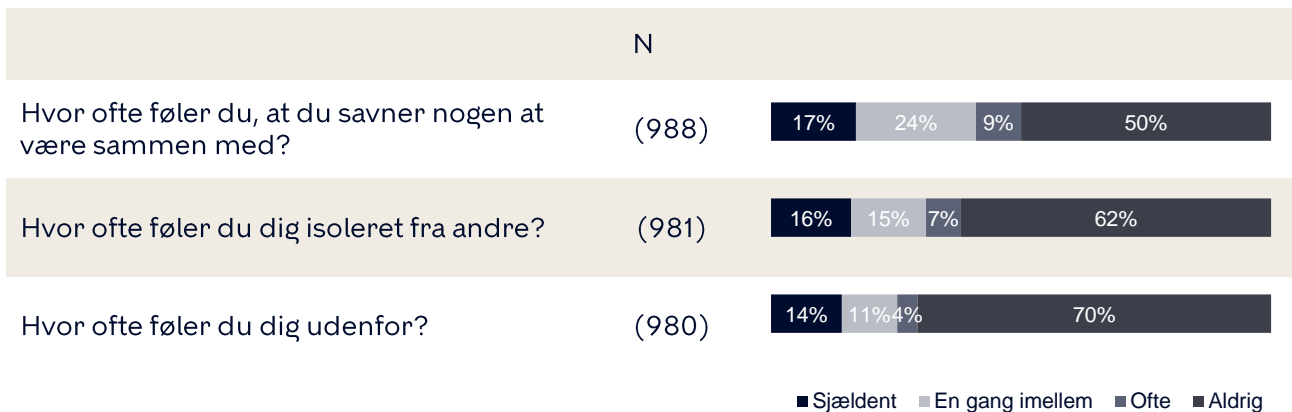 N
Hvor ofte føler du, at du savner nogen at
være sammen med?
(988)
17% 24% 9% 50%
Hvor ofte føler du dig isoleret fra andre?
(981)
16% 15% 7% 62%
Hvor ofte føler du dig udenfor?
(980)
14% 11% 4% 70%
Sjældent En gang imellem Ofte Aldrig